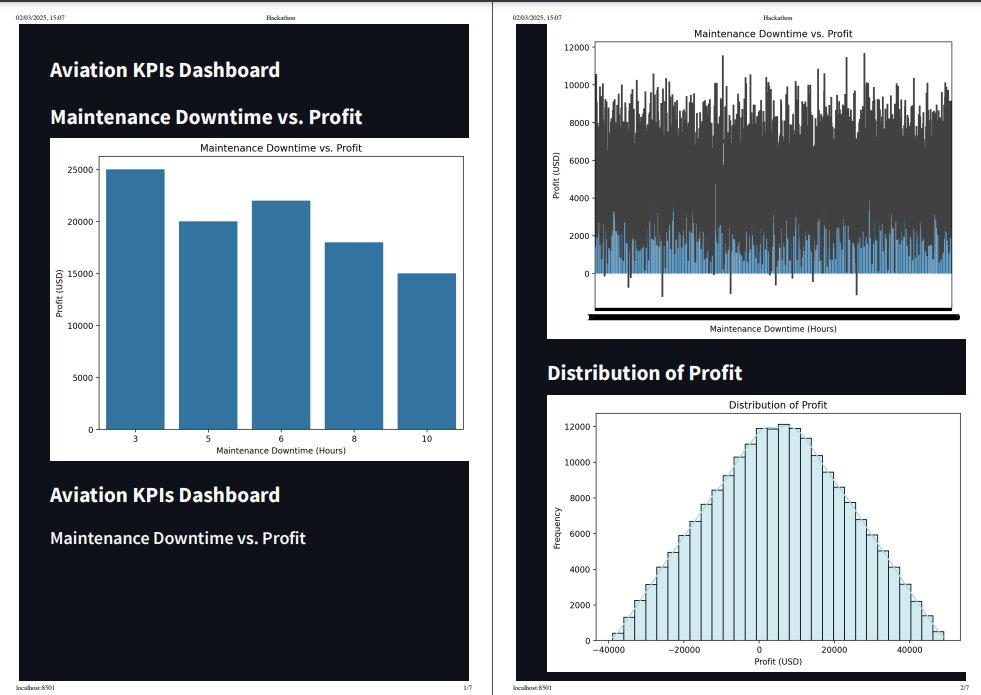 02/03/2025, 15:07
Hackathon
Aviation KPIs Dashboard
Maintenance Downtime vs. Profit
Maintenance Downtime vs. Profit
25000
20000
15000
10000
5000
0
Profit (USD)
3 5 6 8 10
Maintenance Downtime (Hours)
Aviation KPIs Dashboard
Maintenance Downtime vs. Profit
localhost:8501
1/7
02/03/2025, 15:07
Hackathon
Maintenance Downtime vs. Profit
12000
10000
8000
6000
4000
2000
0
Profit (USD)
Maintenance Downtime (Hours)
Distribution of Profit
Distribution of Profit
12000
10000
8000
6000
4000
2000
0
Frequency
−40000 −20000 0 20000 40000
Profit (USD)
localhost:8501
2/7